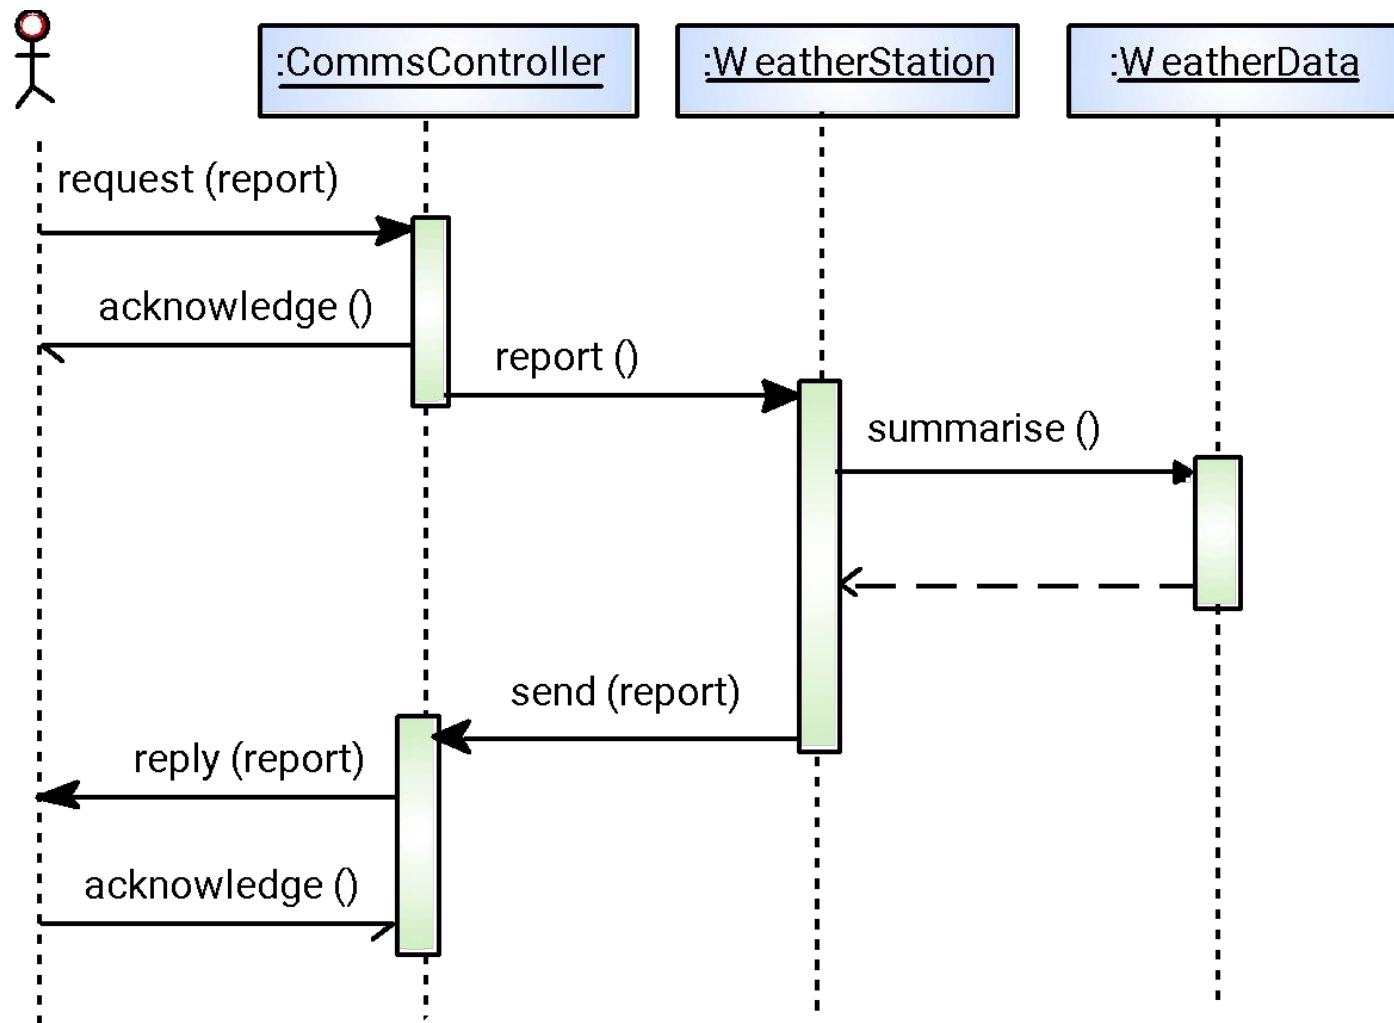 :CommsController
:WeatherStation
:WeatherData
request (report)
acknowledge ()
report ()
summarise ()
send (report)
reply (report)
acknowledge ()